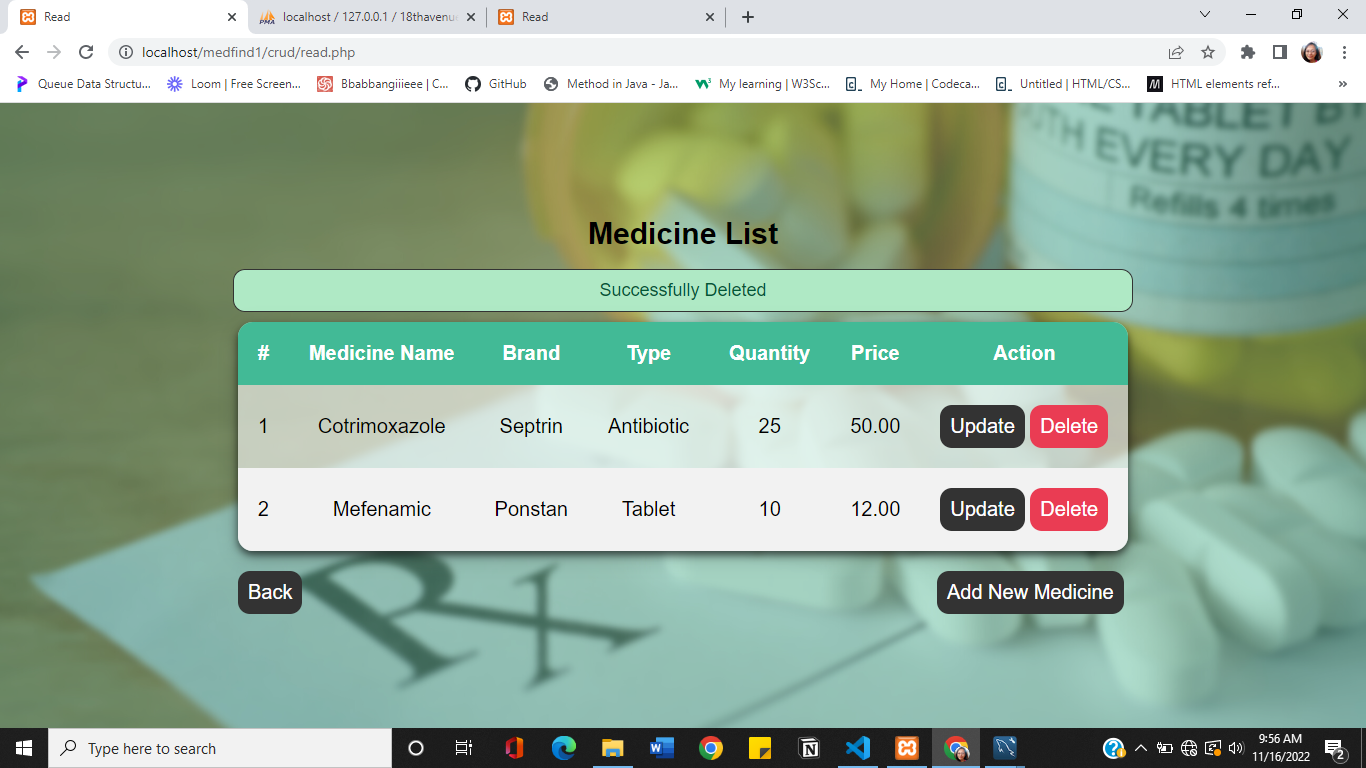 Read
localhost / 127.0.0.1 / 18thavenu
Read
localhost/medfind1/crud/read.php
Queue Data Structu...
Loom | Free Screen...
Bbabbangiiieee | C...
GitHub
Method in Java - Ja...
My learning | W3Sc...
My Home | Codeca...
Untitled | HTML/CS...
HTML elements ref...
TABLET BY
EVERY DAY
Refills 4 times
Medicine List
Successfully Deleted
# Medicine Name Brand Type Quantity Price Action
1 Cotrimoxazole Septrin Antibiotic 25 50.00 Update Delete
2 Mefenamic Ponstan Tablet 10 12.00 Update Delete
Back
Add New Medicine
Rx
Type here to search
9:56 AM
11/16/2022
2